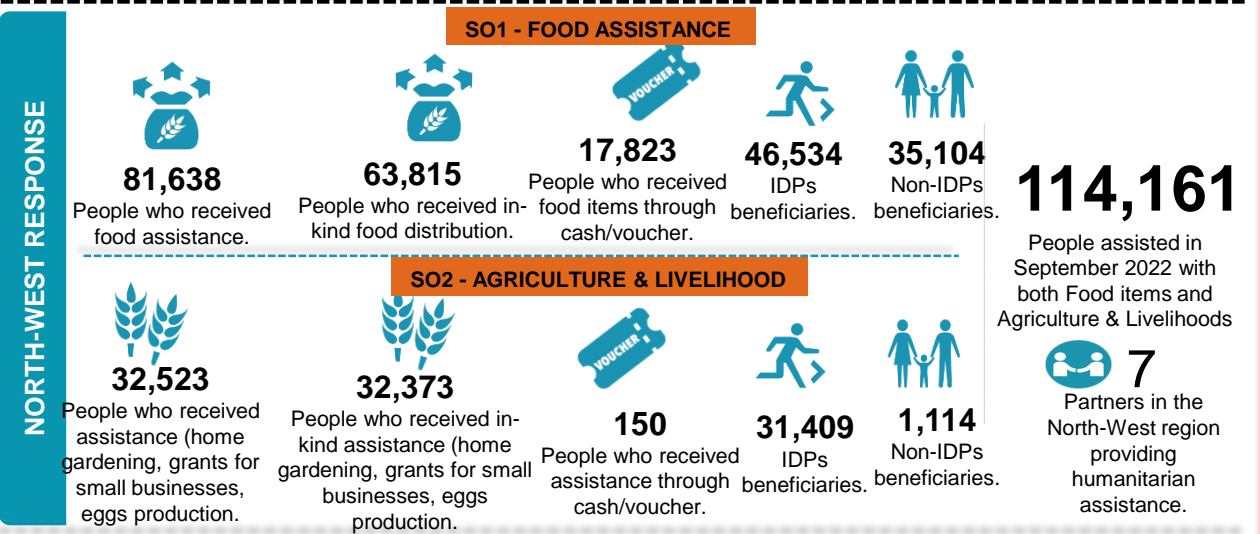 NORTH-WEST RESPONSE
SO1 - FOOD ASSISTANCE
81,638
People who received
food assistance.
63,815
People who received in-
kind food distribution.
VOUCHER
17,823
People who received
food items through
cash/voucher.
46,534
IDPs
beneficiaries.
35,104
Non-IDPs
beneficiaries.
SO2 - AGRICULTURE & LIVELIHOOD
32,523
People who received
assistance (home
gardening, grants for
small businesses,
eggs production.
32,373
People who received in-
kind assistance (home
gardening, grants for small
businesses, eggs
production.
VOUCHER
150
People who received
assistance through
cash/voucher.
31,409
IDPs
beneficiaries.
1,114
Non-IDPs
beneficiaries.
114,161
People assisted in
September 2022 with
both Food items and
Agriculture & Livelihoods
7
Partners in the
North-West region
providing
humanitarian
assistance.